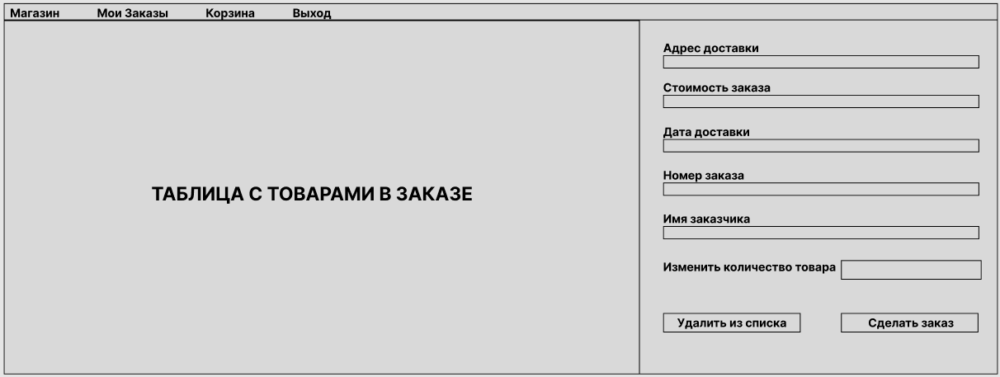 Магазин Мои Заказы Корзина Выход
ТАБЛИЦА С ТОВАРАМИ В ЗАКАЗЕ
Адрес доставки
Стоимость заказа
Дата доставки
Номер заказа
Имя заказчика
Изменить количество товара
Удалить из списка Сделать заказ